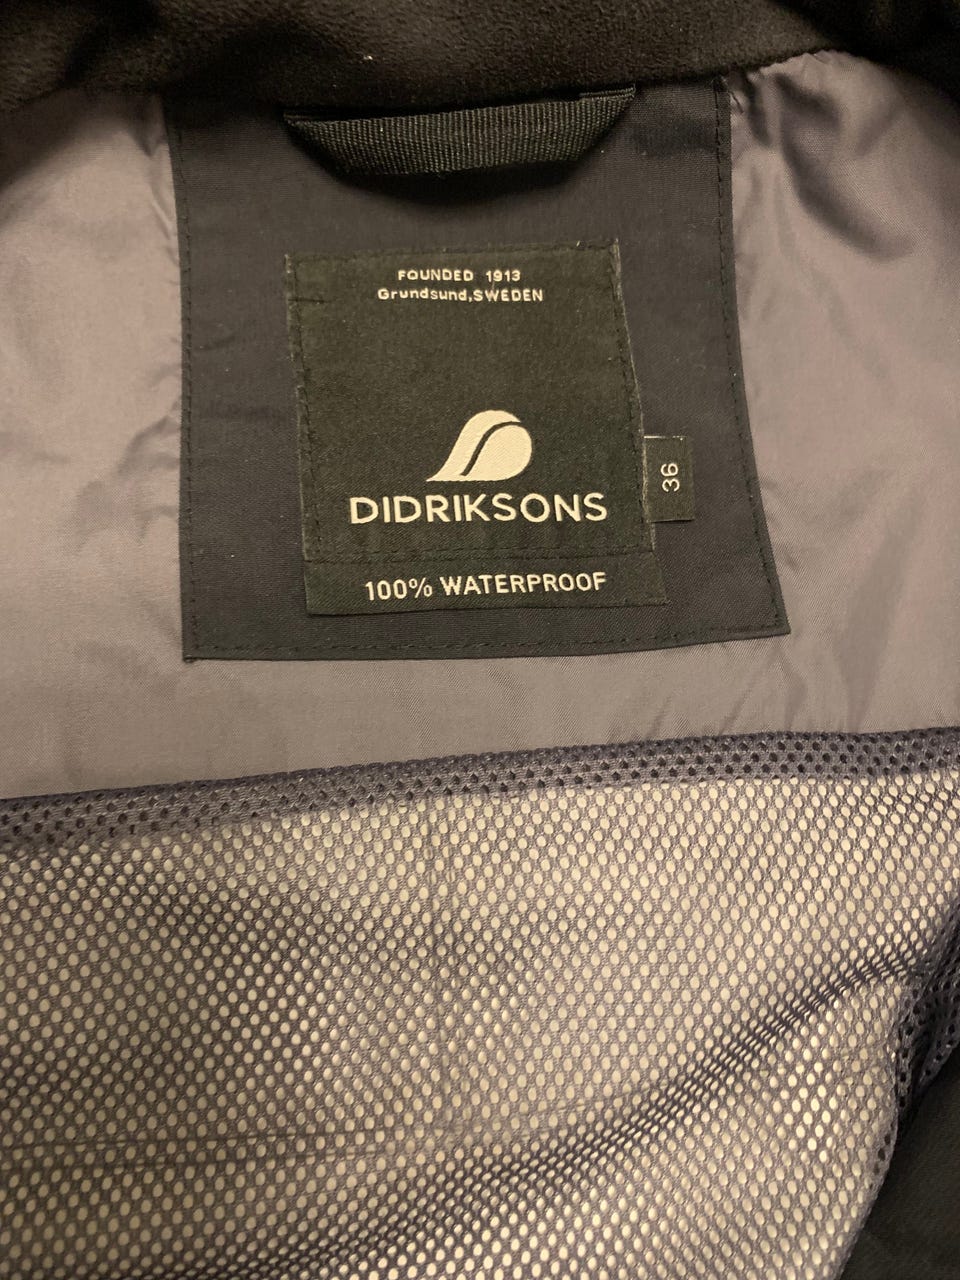 FOUNDED 1913
Grundsund,SWEDEN
DIDRIKSONS
36
100% WATERPROOF